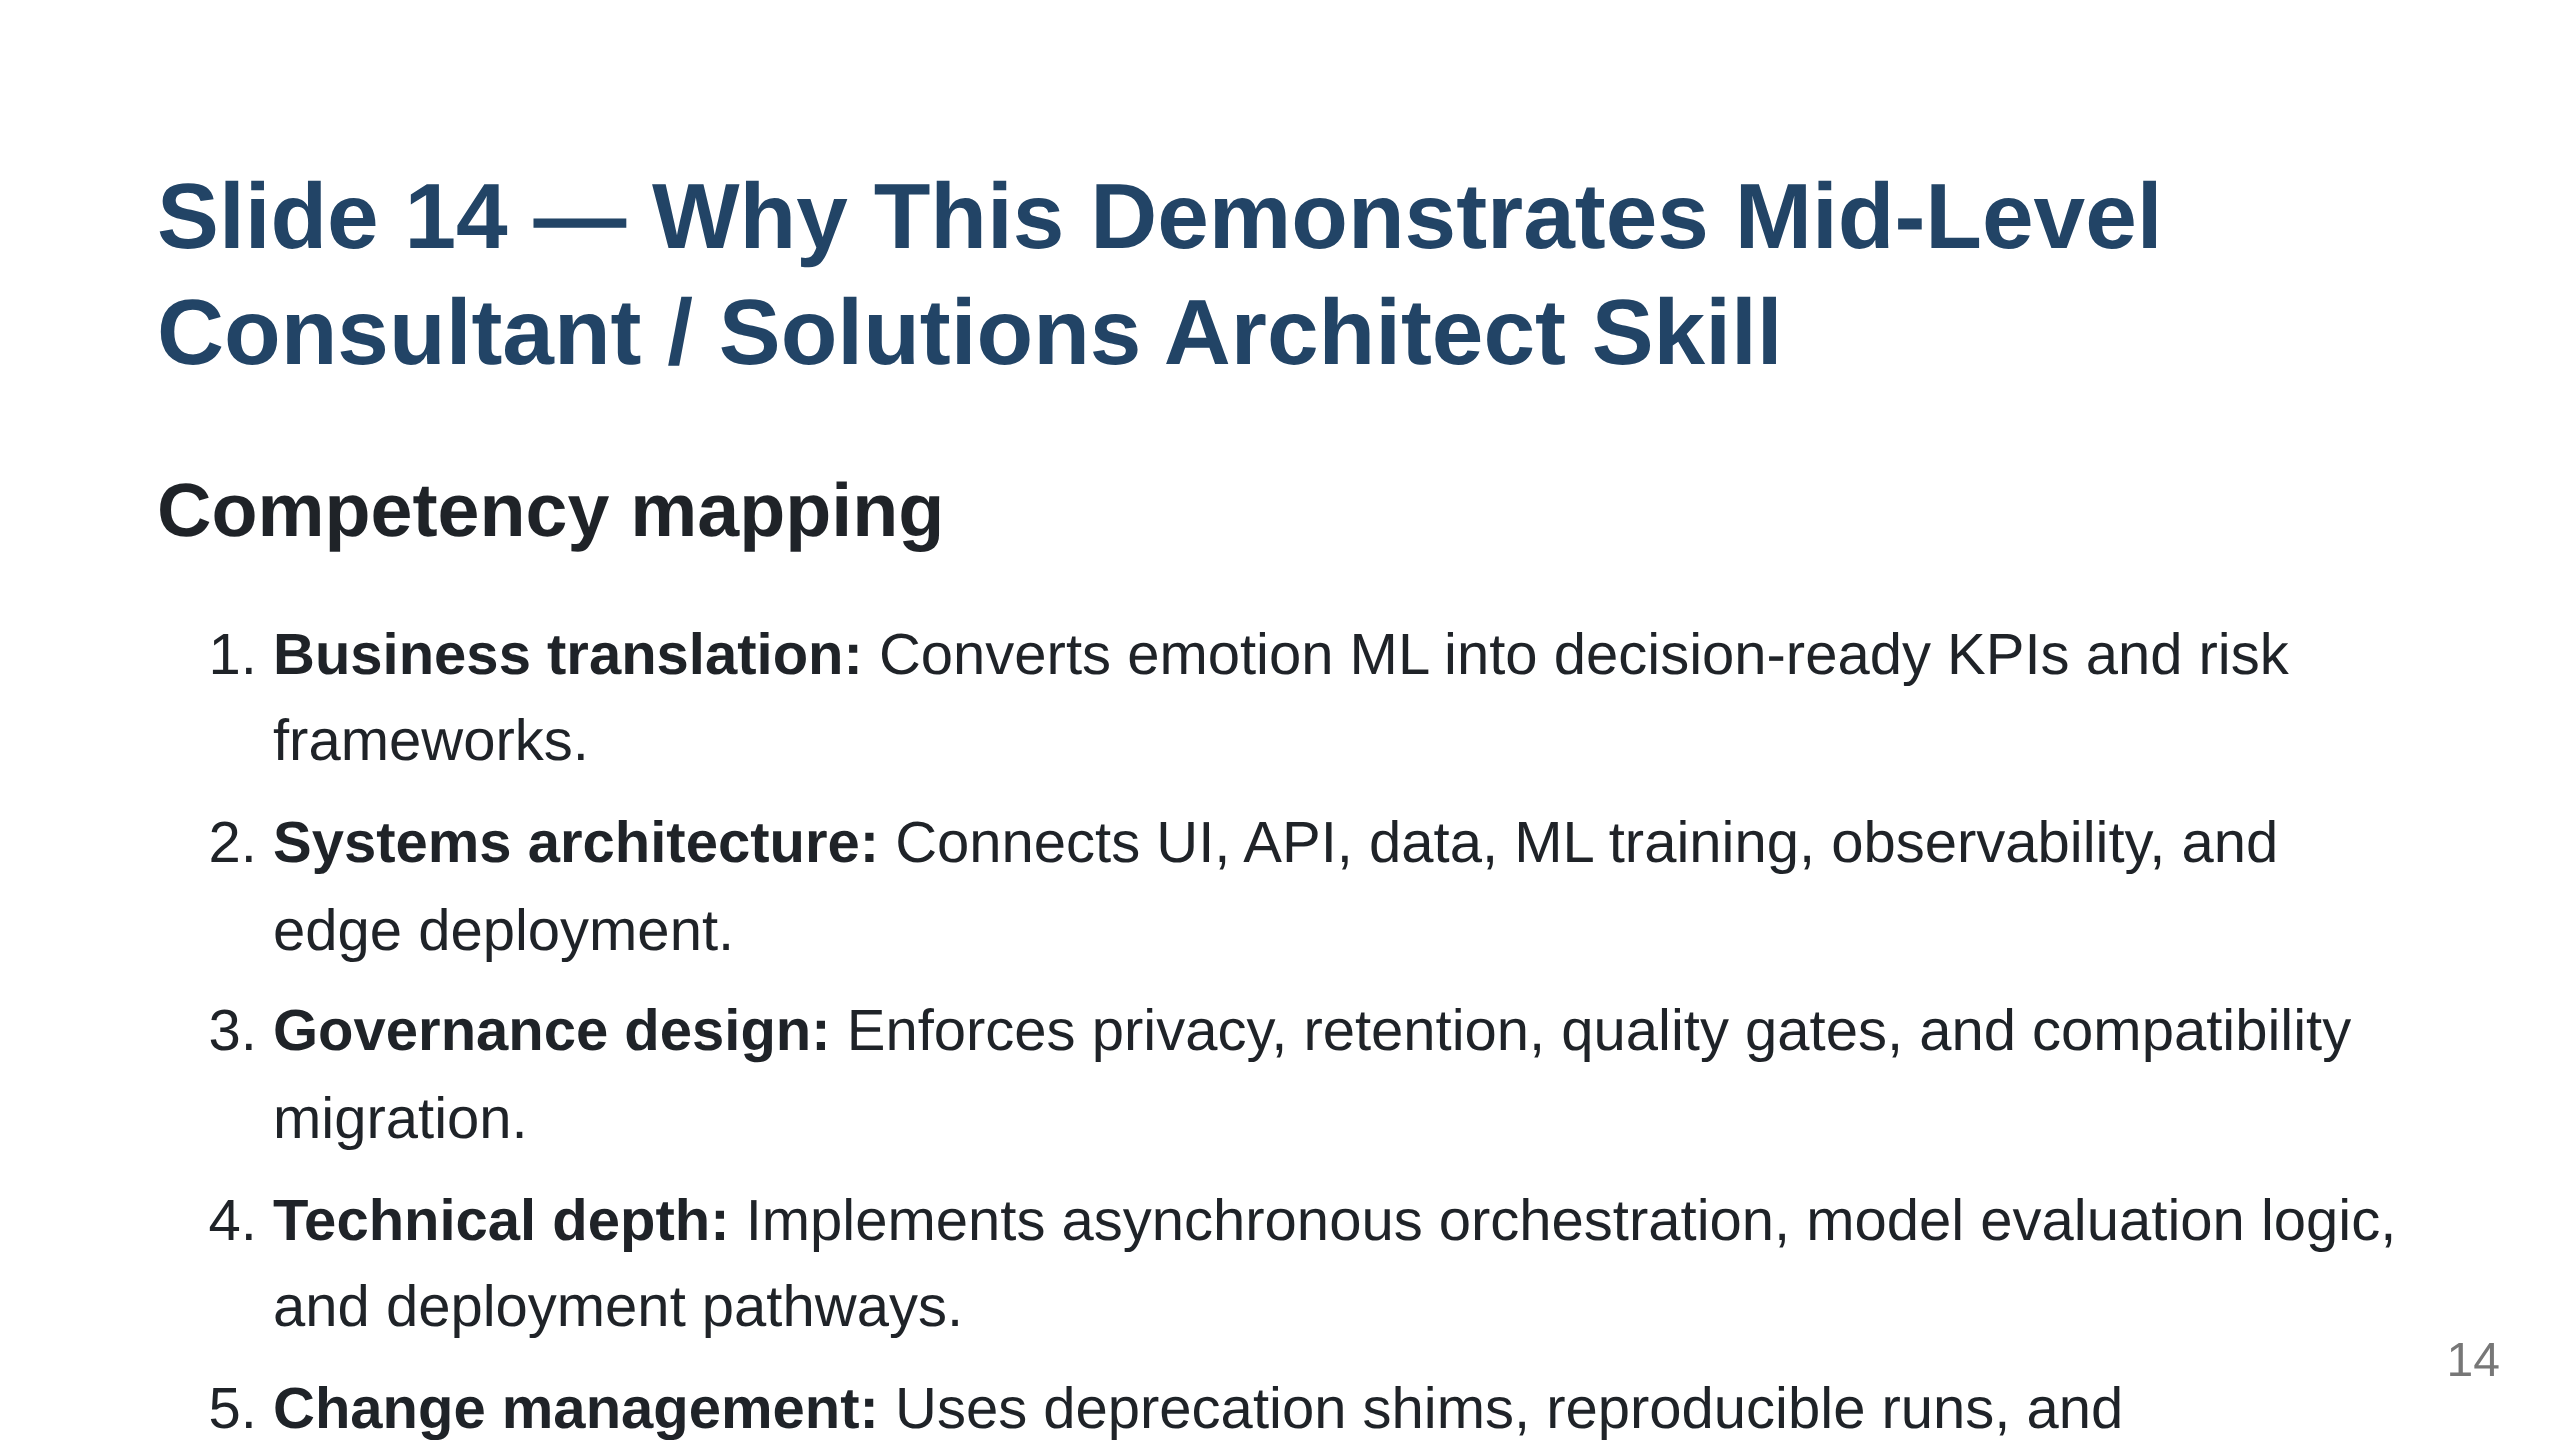 Slide 14 — Why This Demonstrates Mid-Level
Consultant / Solutions Architect Skill
Competency mapping
1. Business translation: Converts emotion ML into decision-ready KPIs and risk
frameworks.
2. Systems architecture: Connects UI, API, data, ML training, observability, and
edge deployment.
3. Governance design: Enforces privacy, retention, quality gates, and compatibility
migration.
4. Technical depth: Implements asynchronous orchestration, model evaluation logic,
and deployment pathways.
14
5. Change management: Uses deprecation shims, reproducible runs, and